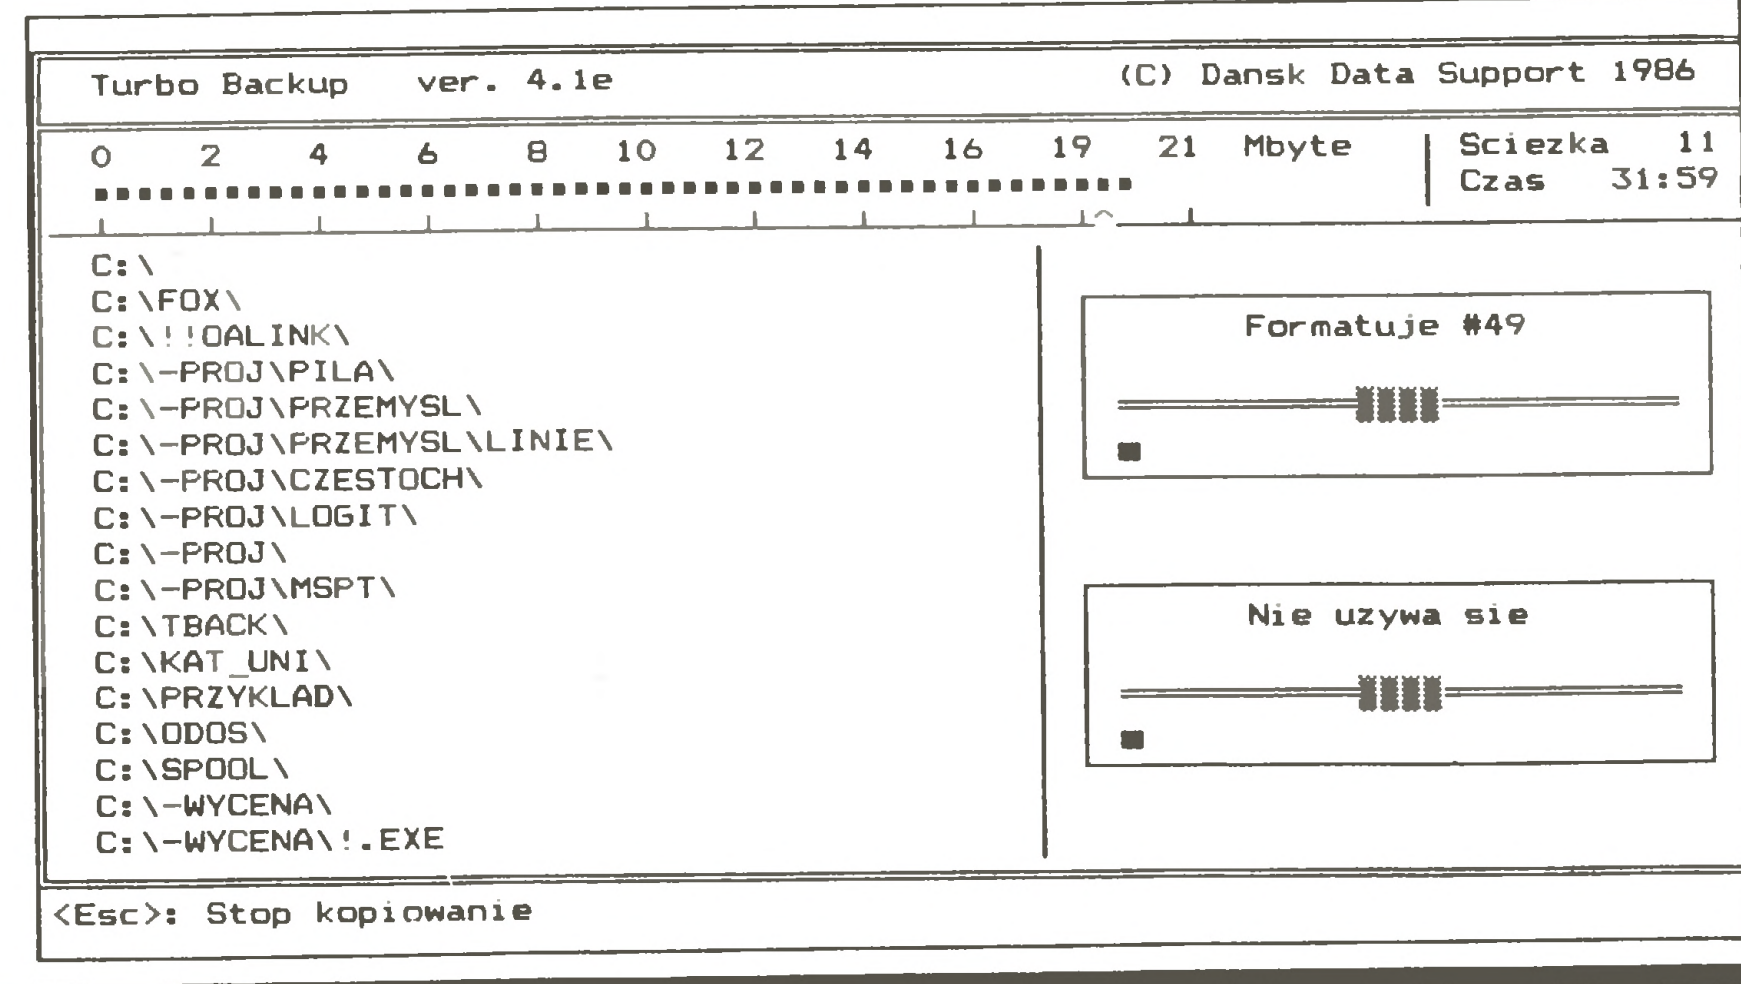 Turbo Backup ver. 4.1e (C) Dansk Data Support 1986
0 2 4 6 8 10 12 14 16 19 21 Mbyte Sciezka 11
Czas 31:59
C:\
C:\FOX\
C:\!!OALINK\
C:\-PROJ\PILA\
C:\-PROJ\PRZEMYSL\
C:\-PROJ\PRZEMYSL\LINIE\
C:\-PROJ\CZESTOCH\
C:\-PROJ\LOGIT\
C:\-PROJ\
C:\-PROJ\MSPT\
C:\TBACK\
C:\KAT_UNI\
C:\PRZYKLAD\
C:\ODOS\
C:\SPOOL\
C:\-WYCENA\
C:\-WYCENA\!.EXE
Formatuje #49
Nie uzywa sie
<Esc>: Stop kopiowanie